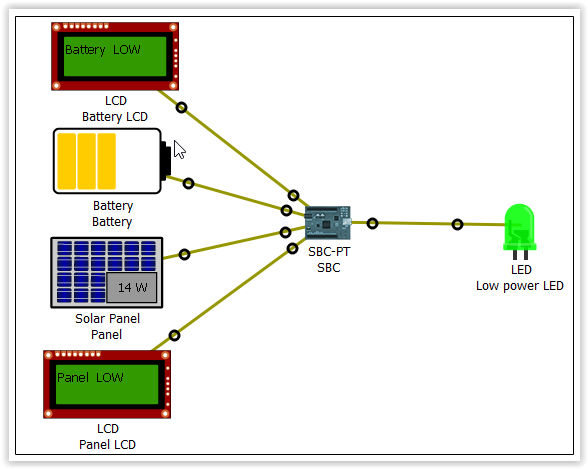 Battery LOW
LCD
Battery LCD
Battery
Battery
14 W
Solar Panel
Panel
Panel LOW
LCD
Panel LCD
SBC-PT
SBC
LED
Low power LED